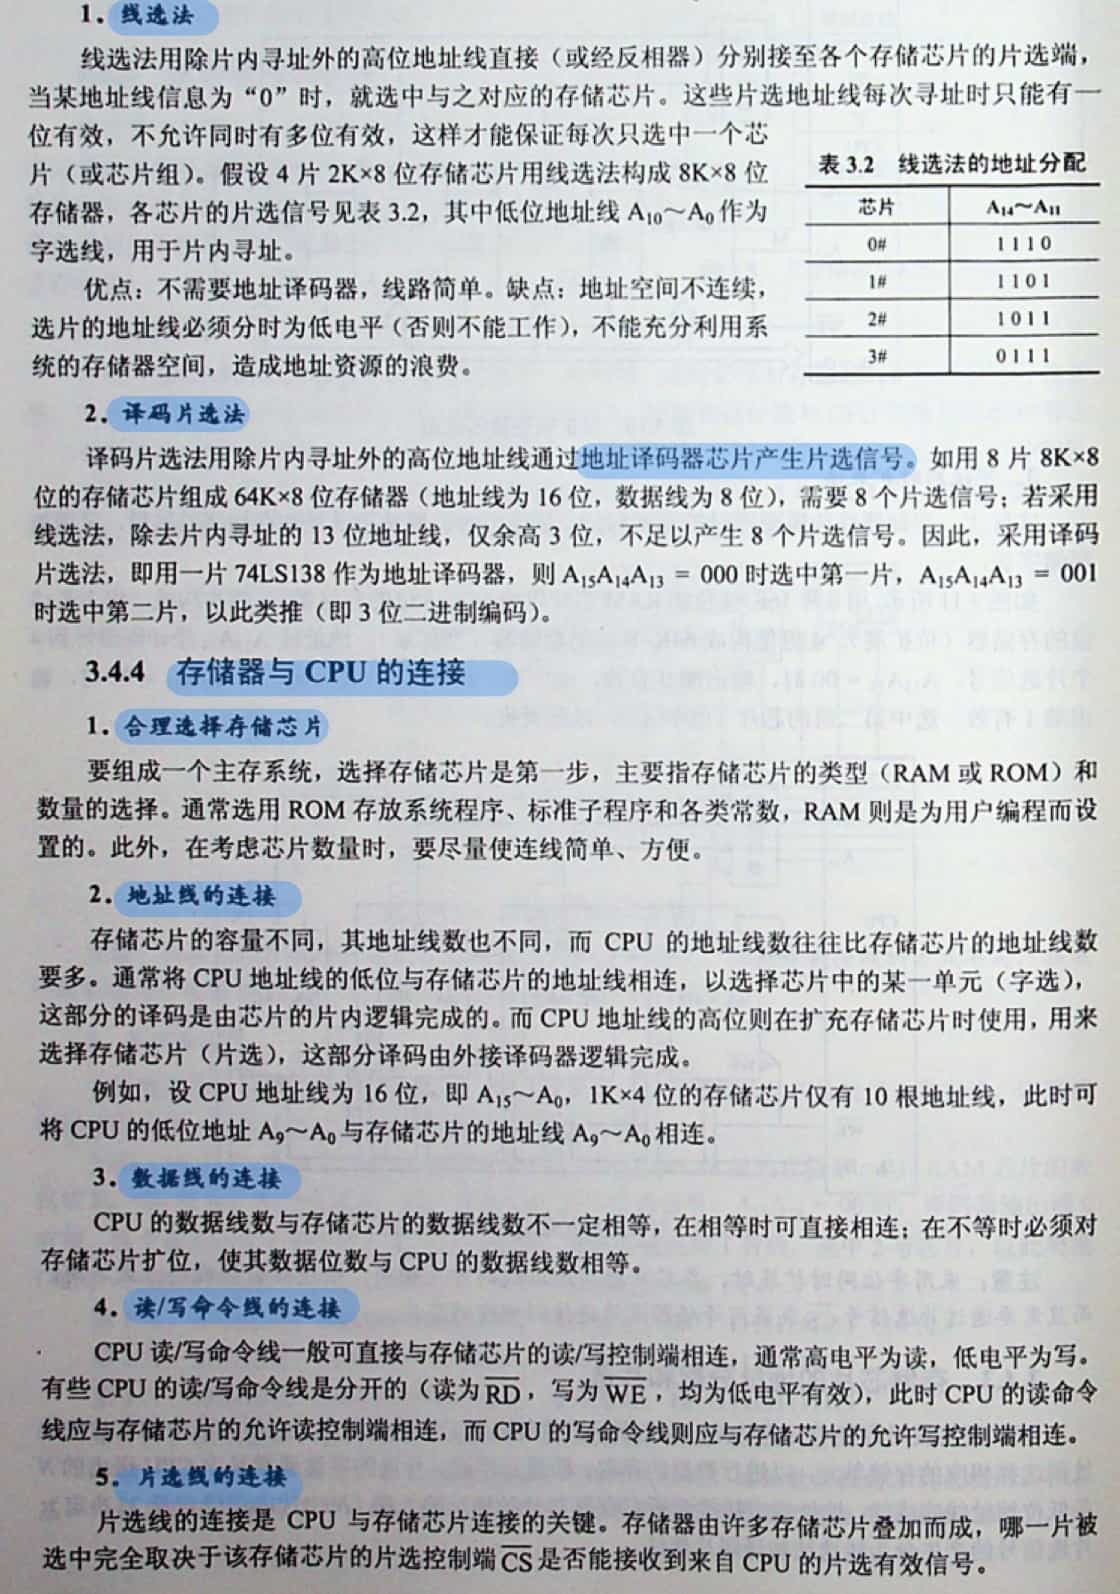 1. 线选法
线选法用除片内寻址外的高位地址线直接（或经反相器）分别接至各个存储芯片的片选端，
当某地址线信息为“0”时，就选中与之对应的存储芯片。这些片选地址线每次寻址时只能有一
位有效，不允许同时有多位有效，这样才能保证每次只选中一个芯
片（或芯片组）。假设 4 片 2K×8 位存储芯片用线选法构成 8K×8 位
存储器，各芯片的片选信号见表 3.2，其中低位地址线 A₁₀～A₀作为
字选线，用于片内寻址。
优点：不需要地址译码器，线路简单。缺点：地址空间不连续，
选片的地址线必须分时为低电平（否则不能工作），不能充分利用系
统的存储器空间，造成地址资源的浪费。
表 3.2 线选法的地址分配
芯片 A₁₄～A₁₁
0# 1 1 1 0
1# 1 1 0 1
2# 1 0 1 1
3# 0 1 1 1
2. 译码片选法
译码片选法用除片内寻址外的高位地址线通过地址译码器芯片产生片选信号。如用 8 片 8K×8
位的存储芯片组成 64K×8 位存储器（地址线为 16 位，数据线为 8 位），需要 8 个片选信号；若采用
线选法，除去片内寻址的 13 位地址线，仅余高 3 位，不足以产生 8 个片选信号。因此，采用译码
片选法，即用一片 74LS138 作为地址译码器，则 A₁₅A₁₄A₁₃ = 000 时选中第一片，A₁₅A₁₄A₁₃ = 001
时选中第二片，以此类推（即 3 位二进制编码）。
3.4.4 存储器与 CPU 的连接
1. 合理选择存储芯片
要组成一个主存系统，选择存储芯片是第一步，主要指存储芯片的类型（RAM 或 ROM）和
数量的选择。通常选用 ROM 存放系统程序、标准子程序和各类常数，RAM 则是为用户编程而设
置的。此外，在考虑芯片数量时，要尽量使连线简单、方便。
2. 地址线的连接
存储芯片的容量不同，其地址线数也不同，而 CPU 的地址线数往往比存储芯片的地址线数
要多。通常将 CPU 地址线的低位与存储芯片的地址线相连，以选择芯片中的某一单元（字选），
这部分的译码是由芯片的片内逻辑完成的。而 CPU 地址线的高位则在扩充存储芯片时使用，用来
选择存储芯片（片选），这部分译码由外接译码器逻辑完成。
例如，设 CPU 地址线为 16 位，即 A₁₅～A₀，1K×4 位的存储芯片仅有 10 根地址线，此时可
将 CPU 的低位地址 A₉～A₀与存储芯片的地址线 A₉～A₀相连。
3. 数据线的连接
CPU 的数据线数与存储芯片的数据线数不一定相等，在相等时可直接相连；在不等时必须对
存储芯片扩位，使其数据位数与 CPU 的数据线数相等。
4. 读/写命令线的连接
CPU 读/写命令线一般可直接与存储芯片的读/写控制端相连，通常高电平为读，低电平为写。
有些 CPU 的读/写命令线是分开的（读为 R̅D̅，写为 W̅E̅，均为低电平有效），此时 CPU 的读命令
线应与存储芯片的允许读控制端相连，而 CPU 的写命令线则应与存储芯片的允许写控制端相连。
5. 片选线的连接
片选线的连接是 CPU 与存储芯片连接的关键。存储器由许多存储芯片叠加而成，哪一片被
选中完全取决于该存储芯片的片选控制端 C̅S̅ 是否能接收到来自 CPU 的片选有效信号。